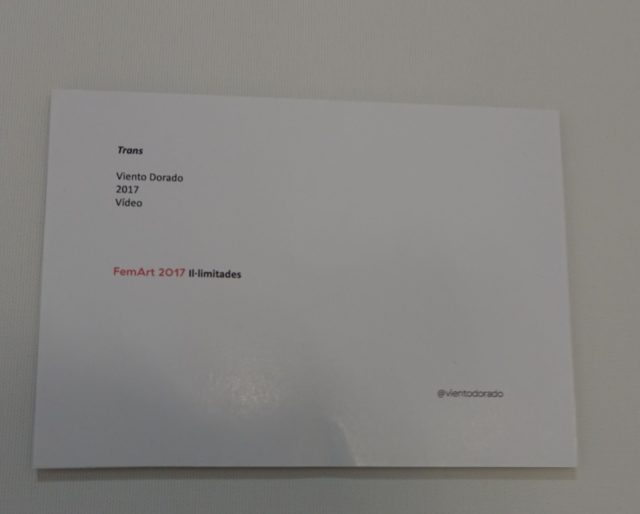 Trans
Viento Dorado
2017
Vídeo
FemArt 2017 Il·limitades
@vientodorado